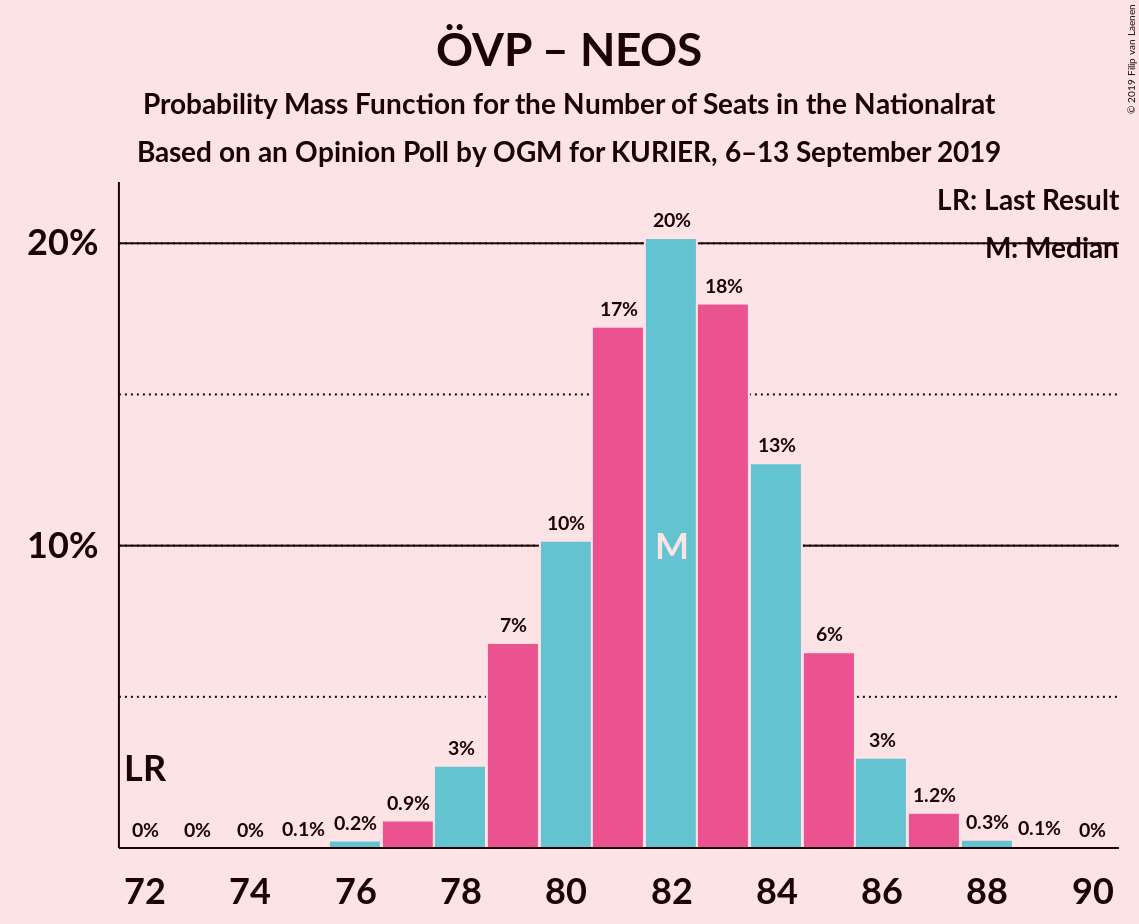 ÖVP – NEOS
Probability Mass Function for the Number of Seats in the Nationalrat
Based on an Opinion Poll by OGM for KURIER, 6–13 September 2019
© 2019 Filip van Laenen
LR: Last Result
M: Median
20%
10%
20%
18%
17%
13%
10%
M
7%
6%
3%
3%
LR
0%
0%
0%
0.1%
0.2%
0.9%
1.2%
0.3%
0.1%
0%
72 74 76 78 80 82 84 86 88 90